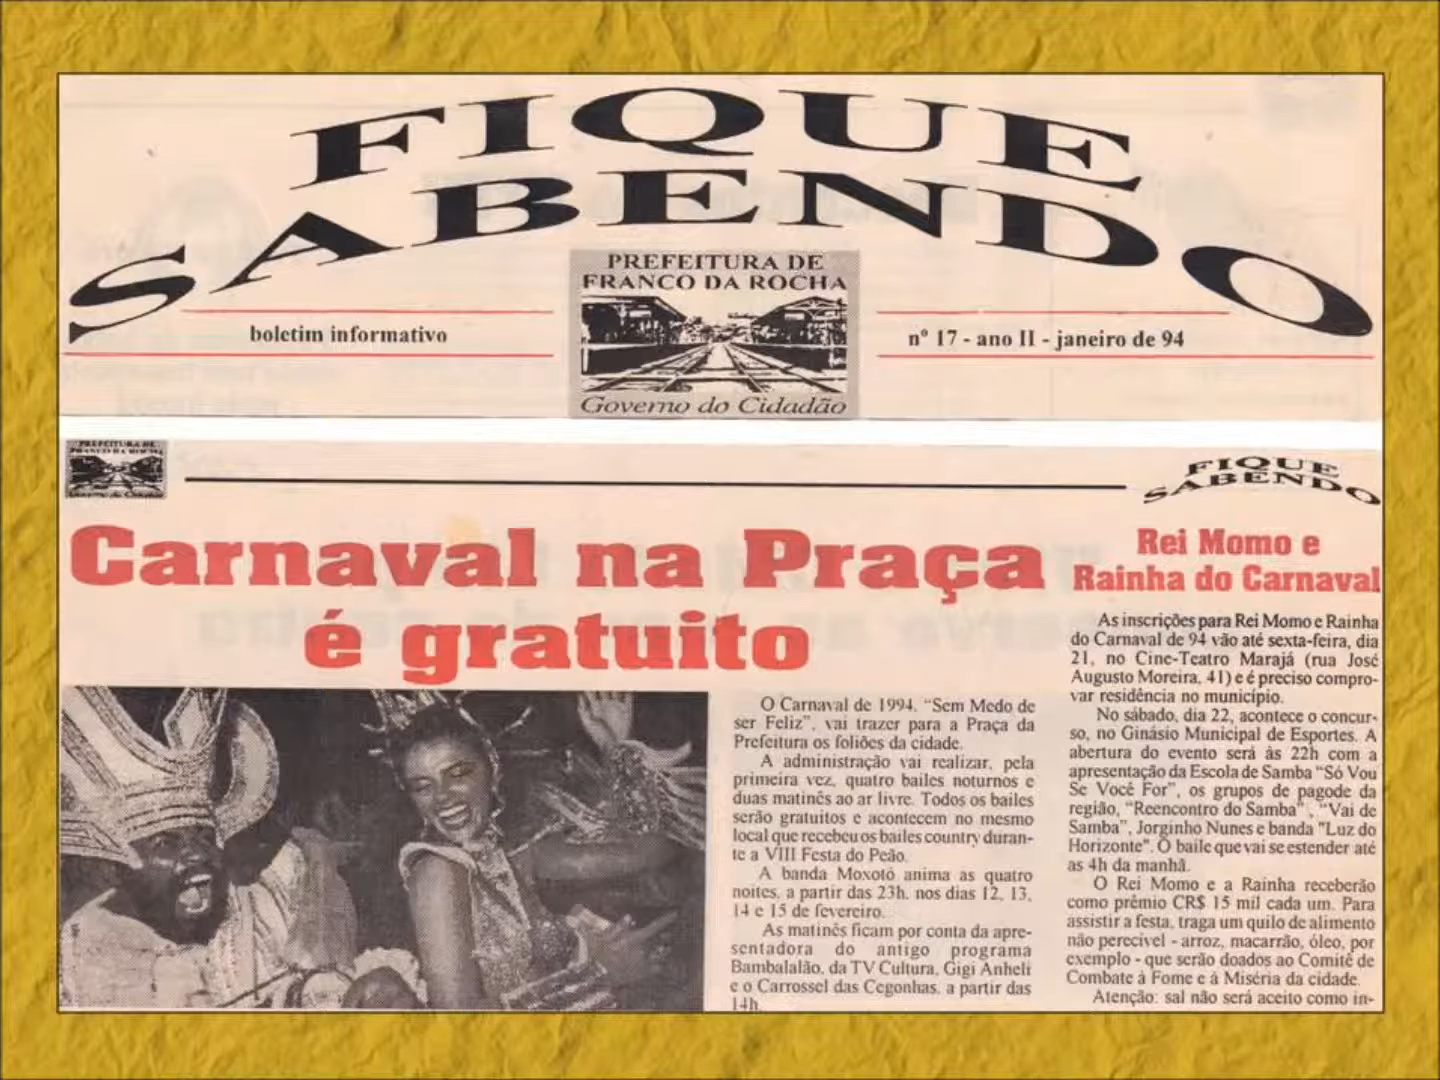 FIQUE
SABENDO
PREFEITURA DE
FRANCO DA ROCHA
boletim informativo
nº 17 - ano II - janeiro de 94
Governo do Cidadão
PREFEITURA DE
FRANCO DA ROCHA
Governo do Cidadão
FIQUE
SABENDO
Carnaval na Praça
é gratuito
O Carnaval de 1994, “Sem Medo de
ser Feliz”, vai trazer para a Praça da
Prefeitura os foliões da cidade.
A administração vai realizar, pela
primeira vez, quatro bailes noturnos e
duas matinês ao ar livre. Todos os bailes
serão gratuitos e acontecem no mesmo
local que recebeu os bailes country duran-
te a VIII Festa do Peão.
A banda Moxotó anima as quatro
noites, a partir das 23h, nos dias 12, 13,
14 e 15 de fevereiro.
As matinês ficam por conta da apre-
sentadora do antigo programa
Bambalalão, da TV Cultura, Gigi Anheli
e o Carrossel das Cegonhas, a partir das
14h.
Rei Momo e
Rainha do Carnaval
As inscrições para Rei Momo e Rainha
do Carnaval de 94 vão até sexta-feira, dia
21, no Cine-Teatro Marajá (rua José
Augusto Moreira, 41) e é preciso compro-
var residência no município.
No sábado, dia 22, acontece o concur-
so, no Ginásio Municipal de Esportes. A
abertura do evento será às 22h com a
apresentação da Escola de Samba “Só Vou
Se Você For”, os grupos de pagode da
região, “Reencontro do Samba”, “Vai de
Samba”, Jorginho Nunes e banda "Luz do
Horizonte". O baile que vai se estender até
as 4h da manhã.
O Rei Momo e a Rainha receberão
como prêmio CR$ 15 mil cada um. Para
assistir a festa, traga um quilo de alimento
não perecível - arroz, macarrão, óleo, por
exemplo - que serão doados ao Comitê de
Combate à Fome e à Miséria da cidade.
Atenção: sal não será aceito como in-